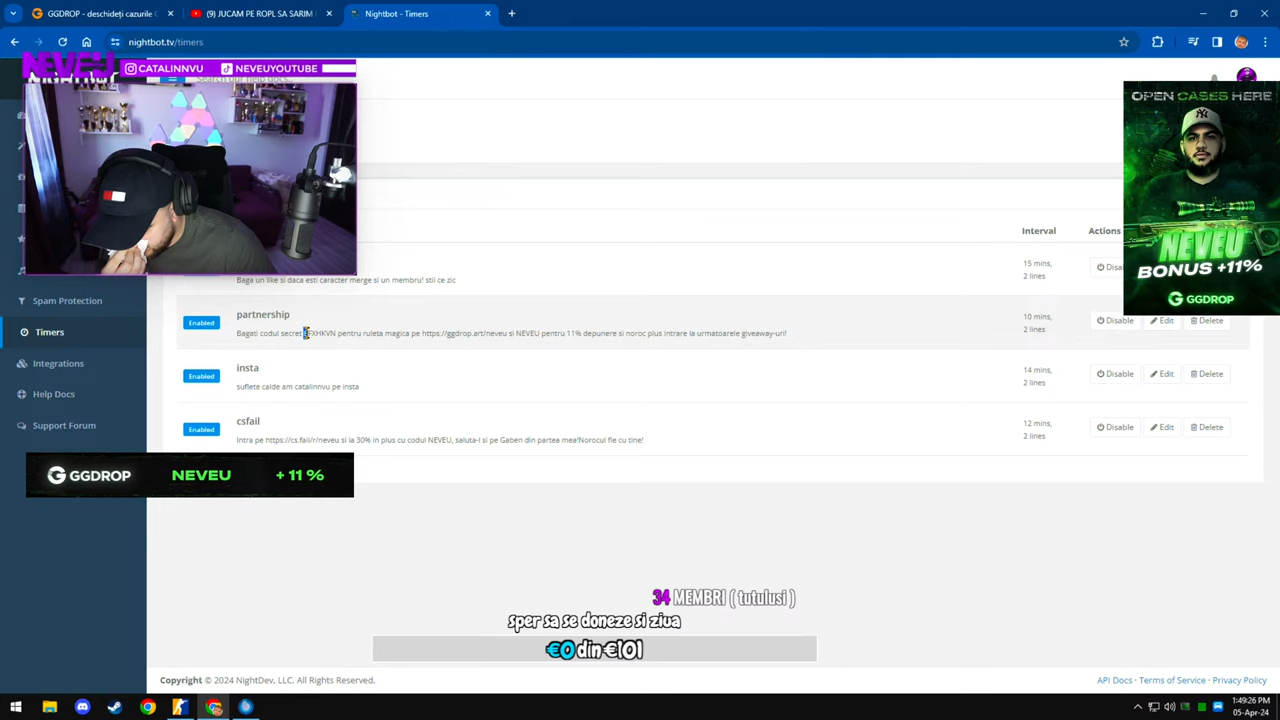 GGDROP - deschideți cazurile C
(9) JUCAM PE ROPL SA SARIM
Nightbot - Timers
nightbot.tv/timers
NEVEU
CATALINNVU
NEVEUYOUTUBE
Search our help docs...
OPEN CASES HERE
NEVEU
BONUS +11%
GGDROP
Interval
Actions
Baga un like si daca esti caracter merge si un membru! stii ce zic
15 mins,
2 lines
Spam Protection
Timers
Integrations
Help Docs
Support Forum
Enabled
partnership
Bagati codul secret EFXHKVN pentru ruleta magica pe https://ggdrop.art/neveu si NEVEU pentru 11% depunere si noroc plus intrare la urmatoarele giveaway-uri!
10 mins,
2 lines
Disable
Edit
Delete
Enabled
insta
suflete calde am catalinnvu pe insta
14 mins,
2 lines
Disable
Edit
Delete
Enabled
csfail
Intra pe https://cs.fail/r/neveu si ia 30% in plus cu codul NEVEU, saluta-l si pe Gaben din partea mea!Norocul fie cu tine!
12 mins,
2 lines
Disable
Edit
Delete
GGDROP NEVEU + 11 %
34 MEMBRI ( tutulusi )
sper sa se doneze si ziua
€0 din €101
Copyright © 2024 NightDev, LLC. All Rights Reserved.
API Docs · Terms of Service · Privacy Policy
1:49:26 PM
05-Apr-24